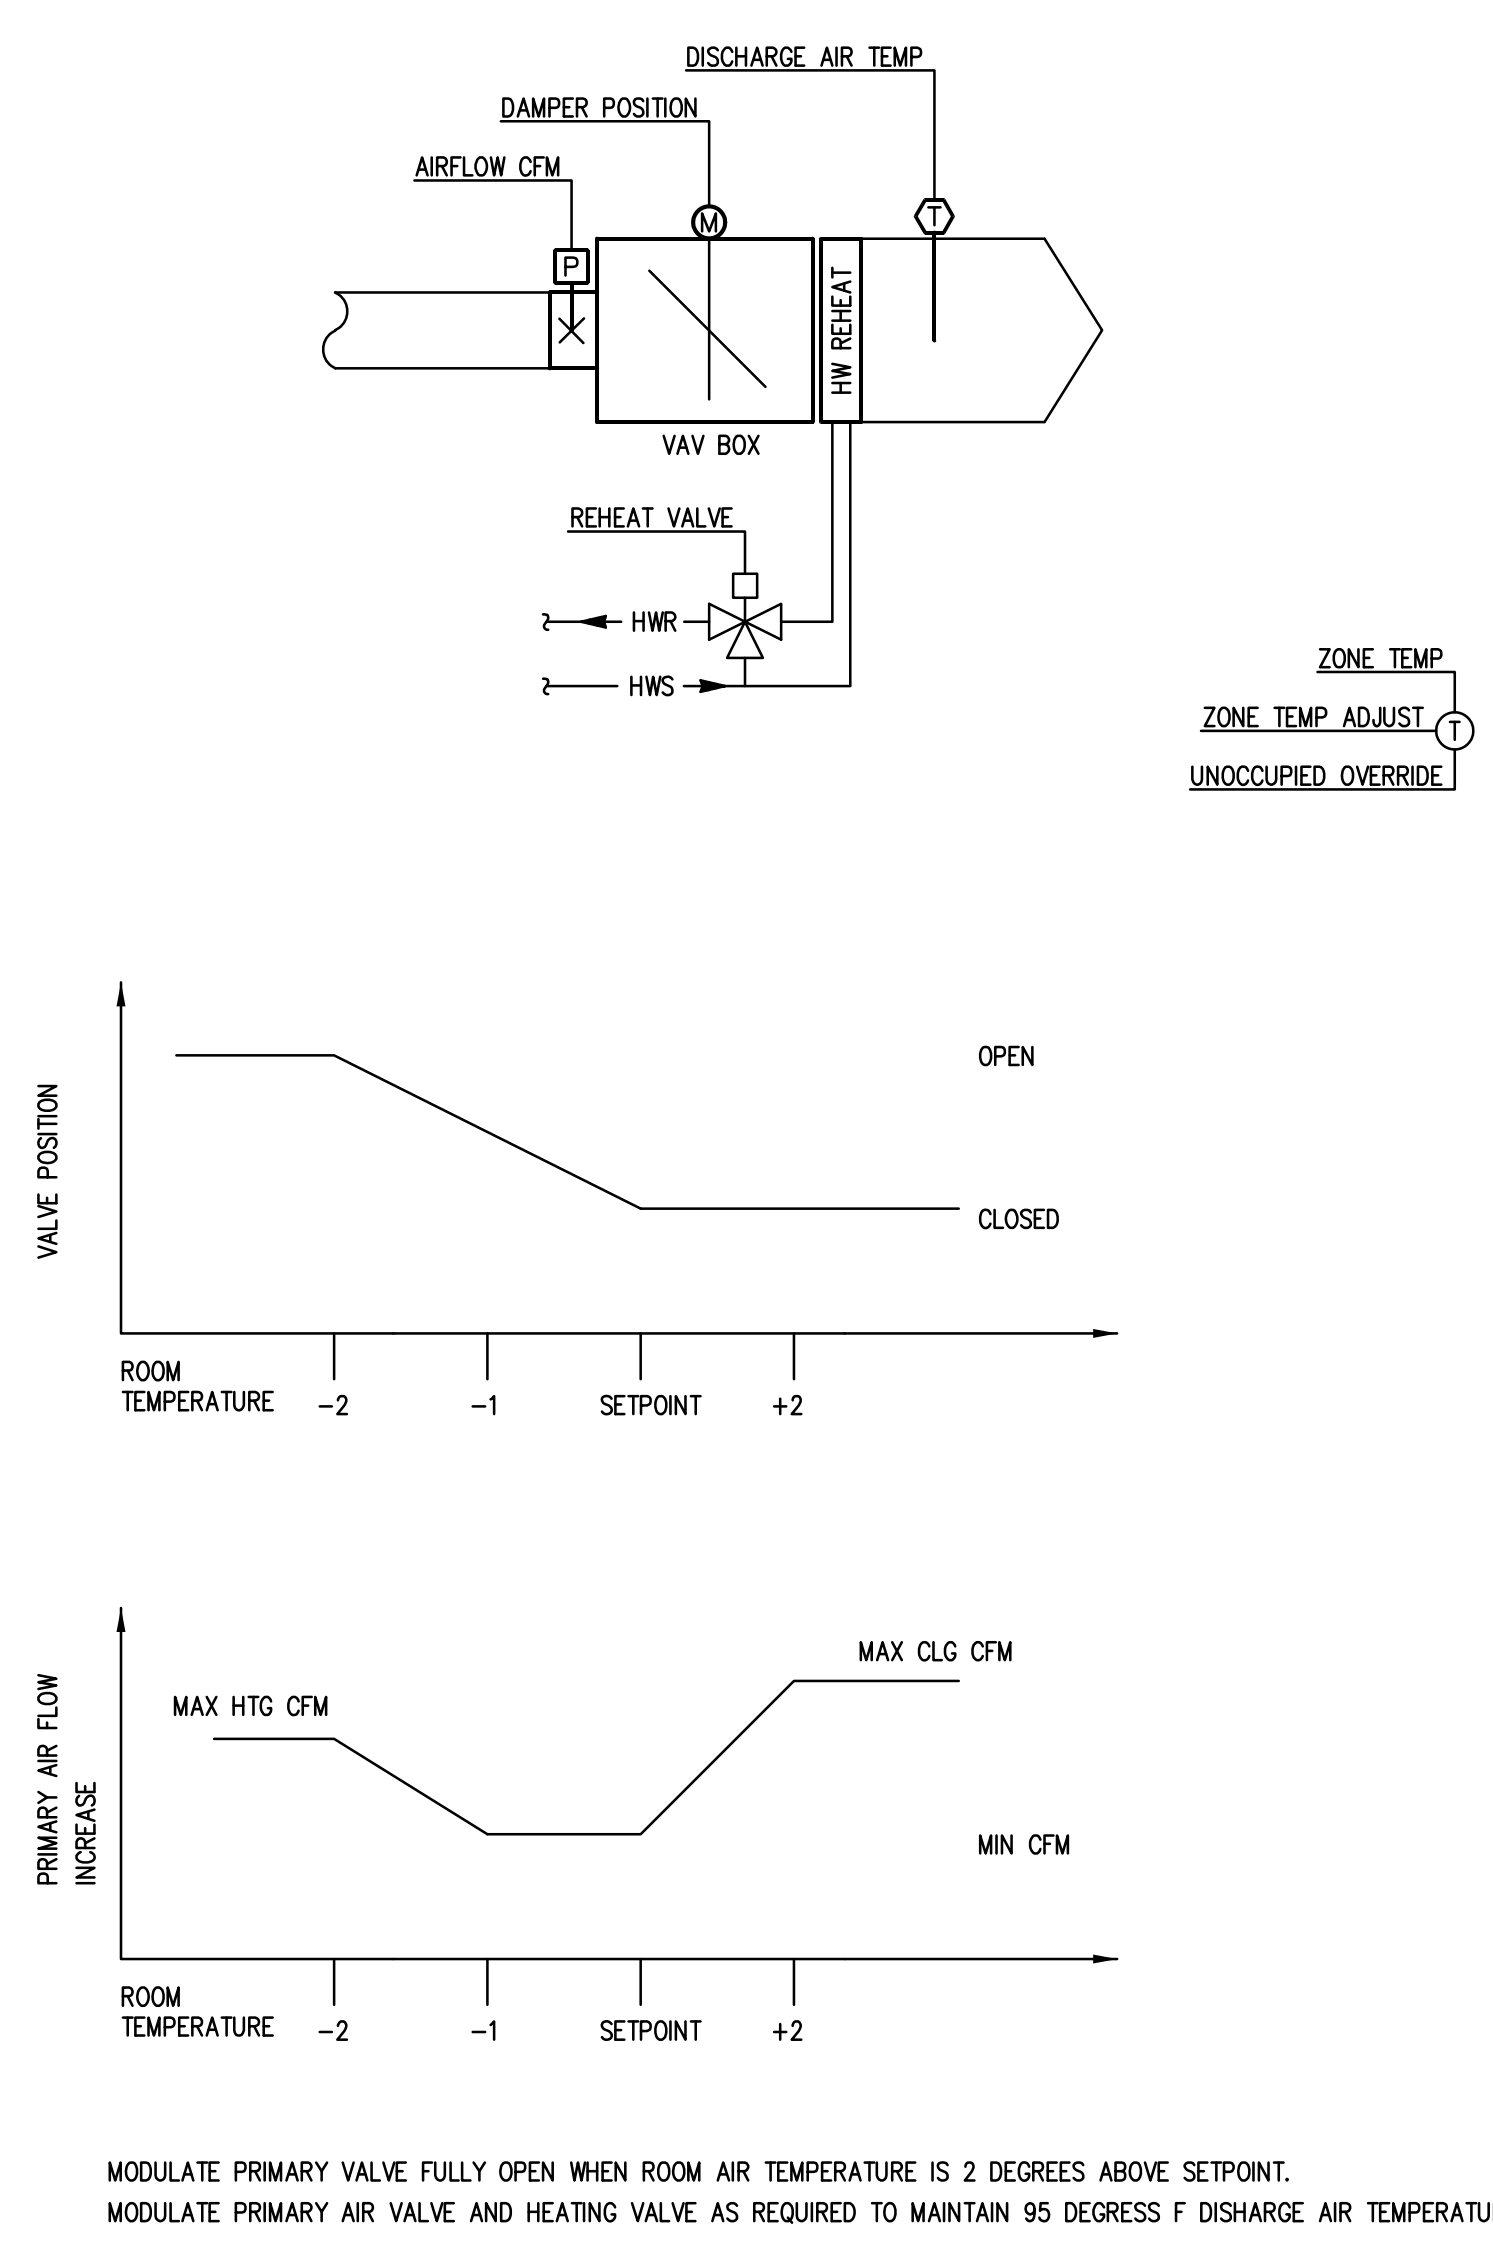 DISCHARGE AIR TEMP
DAMPER POSITION
AIRFLOW CFM
M
T
P
HW REHEAT
VAV BOX
REHEAT VALVE
HWR
HWS
ZONE TEMP
ZONE TEMP ADJUST
T
UNOCCUPIED OVERRIDE
VALVE POSITION
OPEN
CLOSED
ROOM
TEMPERATURE
-2
-1
SETPOINT
+2
PRIMARY AIR FLOW
INCREASE
MAX CLG CFM
MAX HTG CFM
MIN CFM
ROOM
TEMPERATURE
-2
-1
SETPOINT
+2
MODULATE PRIMARY VALVE FULLY OPEN WHEN ROOM AIR TEMPERATURE IS 2 DEGREES ABOVE SETPOINT.
MODULATE PRIMARY AIR VALVE AND HEATING VALVE AS REQUIRED TO MAINTAIN 95 DEGRESS F DISHARGE AIR